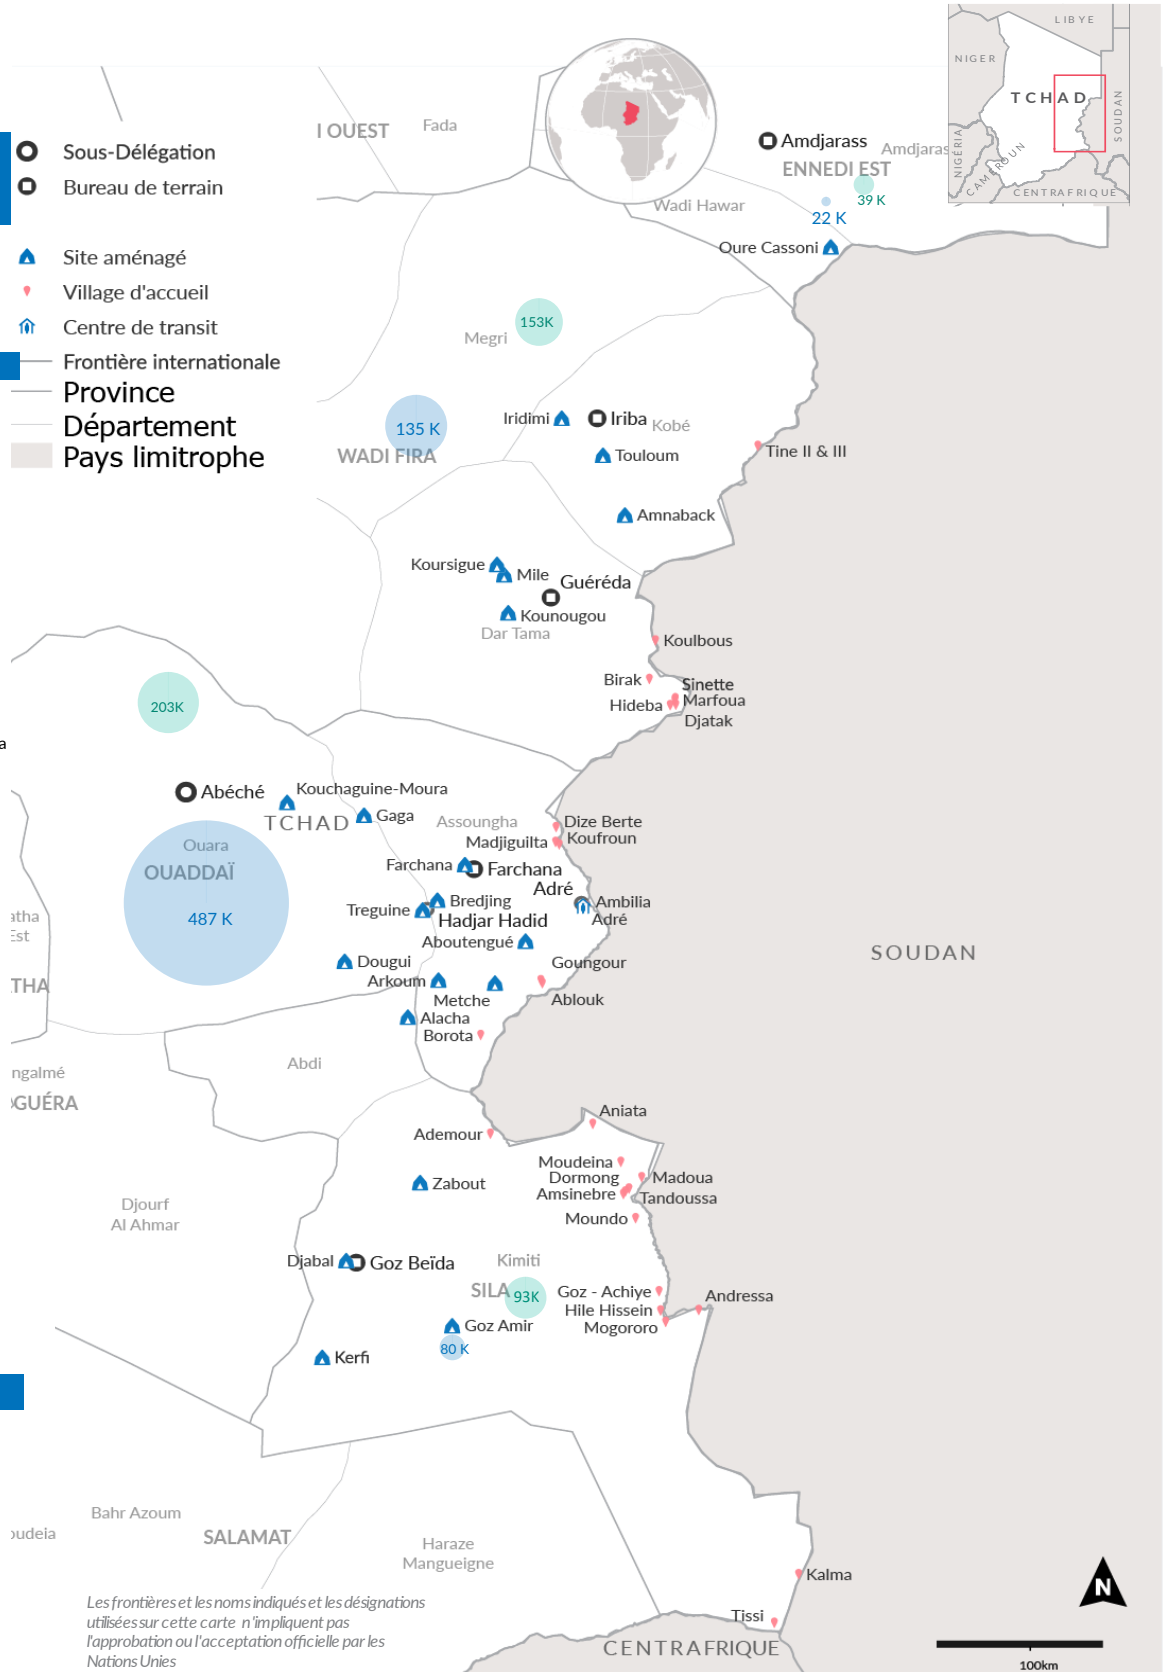 LIBYE
NIGER
TCHAD
SOUDAN
NIGÉRIA
CAMEROUN
CENTRAFRIQUE
I OUEST
Fada
Amdjarass
Amdjaras
ENNEDI EST
39 K
22 K
Wadi Hawar
Oure Cassoni
Sous-Délégation
Bureau de terrain
Site aménagé
Village d'accueil
Centre de transit
Frontière internationale
Province
Département
Pays limitrophe
153K
Megri
135 K
WADI FIRA
Iridimi
Iriba
Kobé
Touloum
Tine II & III
Amnaback
Koursigue
Mile
Guéréda
Kounougou
Dar Tama
Koulbous
Birak
Sinette
Hideba
Marfoua
Djatak
203K
a
Abéché
Kouchaguine-Moura
TCHAD
Gaga
Assoungha
Dize Berte
Madjiguilta
Koufroun
Ouara
OUADDAÏ
487 K
Farchana
Farchana
Adré
Bredjing
Ambilia
Treguine
Hadjar Hadid
Adré
Aboutengué
atha
Est
SOUDAN
Dougui
Goungour
Arkoum
THA
Metche
Ablouk
Alacha
Borota
Abdi
ngalmé
GUÉRA
Aniata
Ademour
Moudeina
Dormong
Madoua
Zabout
Amsinebre
Tandoussa
Djourf
Al Ahmar
Moundo
Djabal
Goz Beïda
Kimiti
SILA
93K
Goz - Achiye
Andressa
Hile Hissein
Goz Amir
Mogororo
80 K
Kerfi
Bahr Azoum
oudeia
SALAMAT
Haraze
Mangueigne
Kalma
N
Tissi
CENTRAFRIQUE
100km
Les frontières et les noms indiqués et les désignations
utilisées sur cette carte n'impliquent pas
l'approbation ou l'acceptation officielle par les
Nations Unies